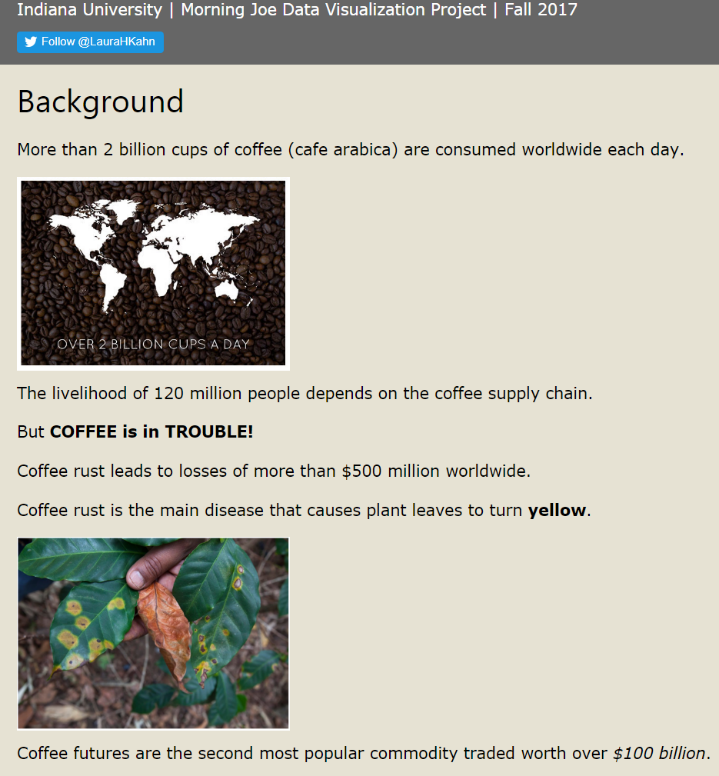 Indiana University | Morning Joe Data Visualization Project | Fall 2017
Follow @LauraHKahn
Background
More than 2 billion cups of coffee (cafe arabica) are consumed worldwide each day.
OVER 2 BILLION CUPS A DAY
The livelihood of 120 million people depends on the coffee supply chain.
But COFFEE is in TROUBLE!
Coffee rust leads to losses of more than $500 million worldwide.
Coffee rust is the main disease that causes plant leaves to turn yellow.
Coffee futures are the second most popular commodity traded worth over $100 billion.